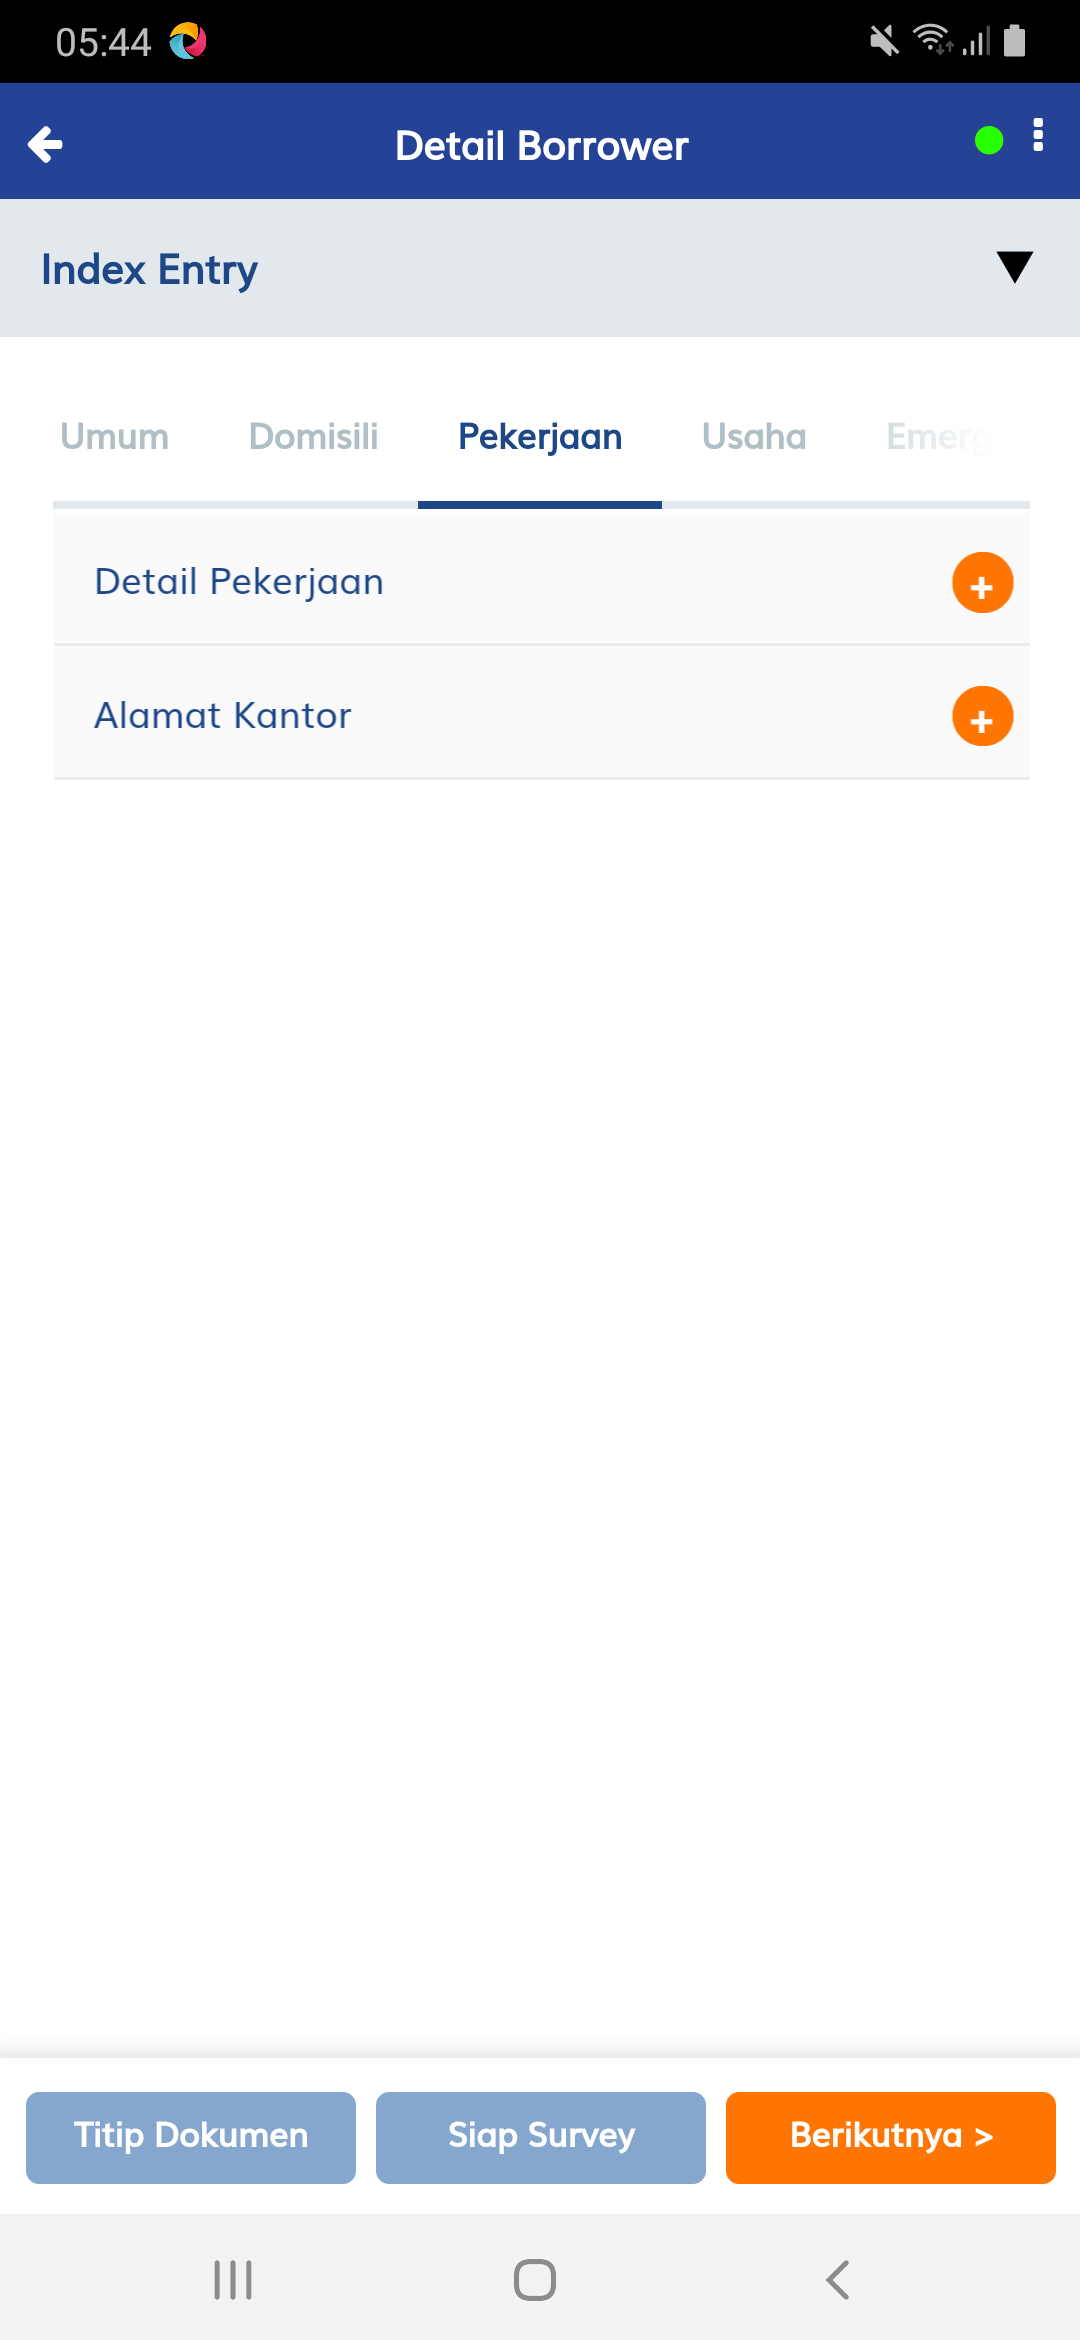 05:44
Detail Borrower
Index Entry
Umum Domisili Pekerjaan Usaha Emerg
Detail Pekerjaan
+
Alamat Kantor
+
Titip Dokumen Siap Survey Berikutnya >